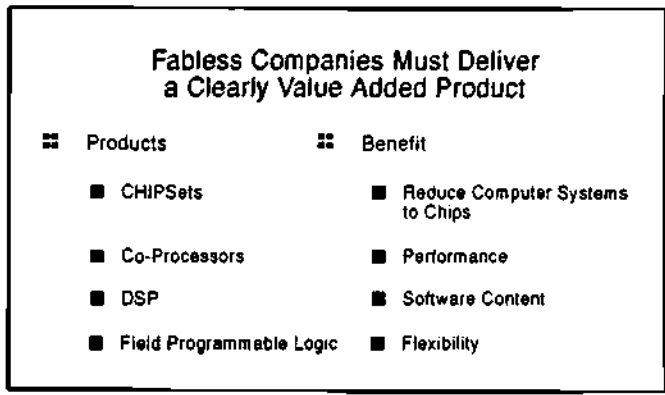 Fabless Companies Must Deliver
a Clearly Value Added Product
Products
Benefit
CHIPSets
Reduce Computer Systems
to Chips
Co-Processors
Performance
DSP
Software Content
Field Programmable Logic
Flexibility